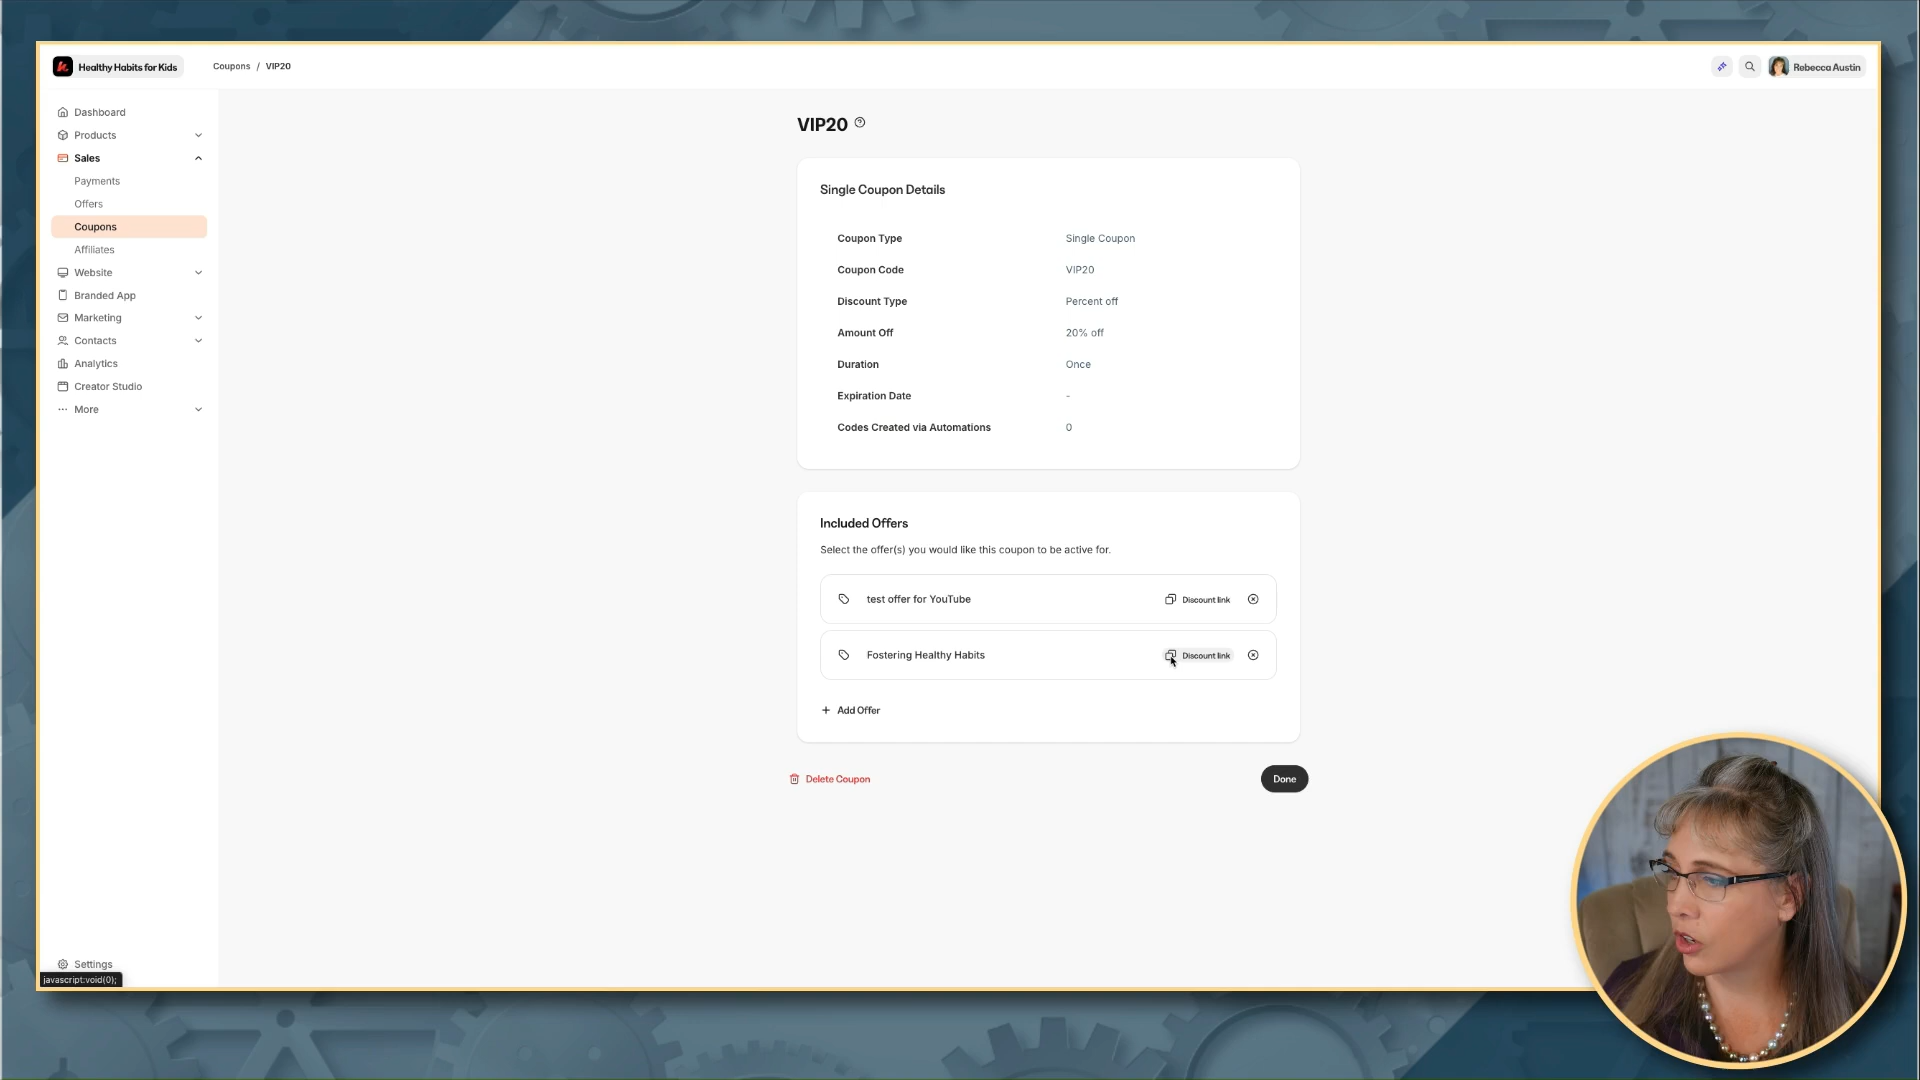 Healthy Habits for Kids
Coupons / VIP20
Rebecca Austin
Dashboard
Products
Sales
Payments
Offers
Coupons
Affiliates
Website
Branded App
Marketing
Contacts
Analytics
Creator Studio
More
Settings
javascript:void(0);
VIP20
Single Coupon Details
Coupon Type Single Coupon
Coupon Code VIP20
Discount Type Percent off
Amount Off 20% off
Duration Once
Expiration Date -
Codes Created via Automations 0
Included Offers
Select the offer(s) you would like this coupon to be active for.
test offer for YouTube Discount link
Fostering Healthy Habits Discount link
+ Add Offer
Delete Coupon
Done